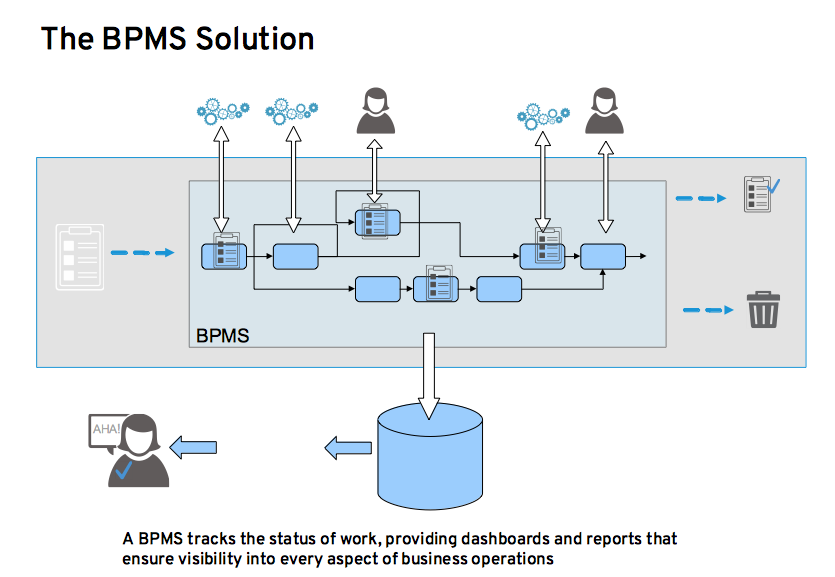 The BPMS Solution
BPMS
AHA!
A BPMS tracks the status of work, providing dashboards and reports that
ensure visibility into every aspect of business operations